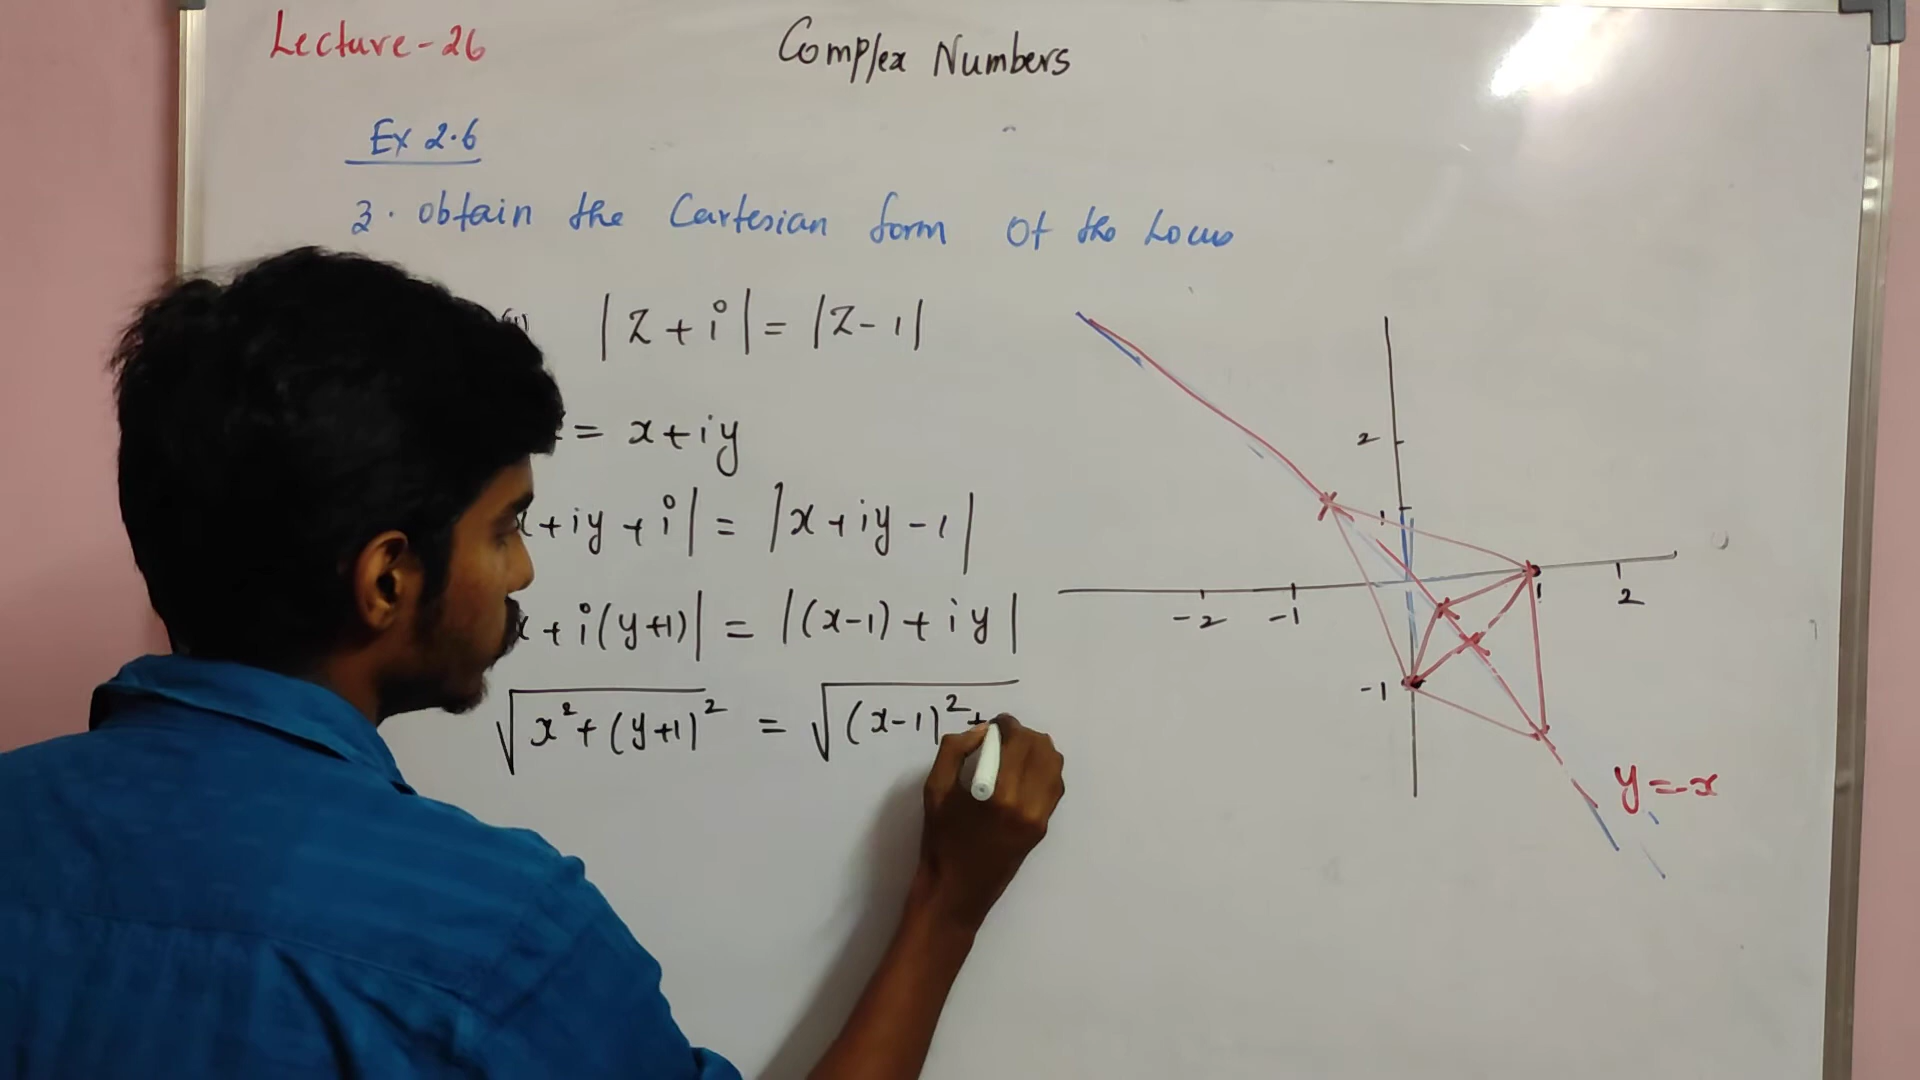 Lecture-26
Complex Numbers
Ex 2.6
3. obtain the Cartesian form of the Locus
|z + i| = |z - 1|
= x + iy
x + iy + i| = |x + iy - 1|
x + i(y+1)| = |(x-1) + iy|
√x² + (y+1)² = √(x-1)² +
2
1
-2 -1 1 2
-1
y = -x